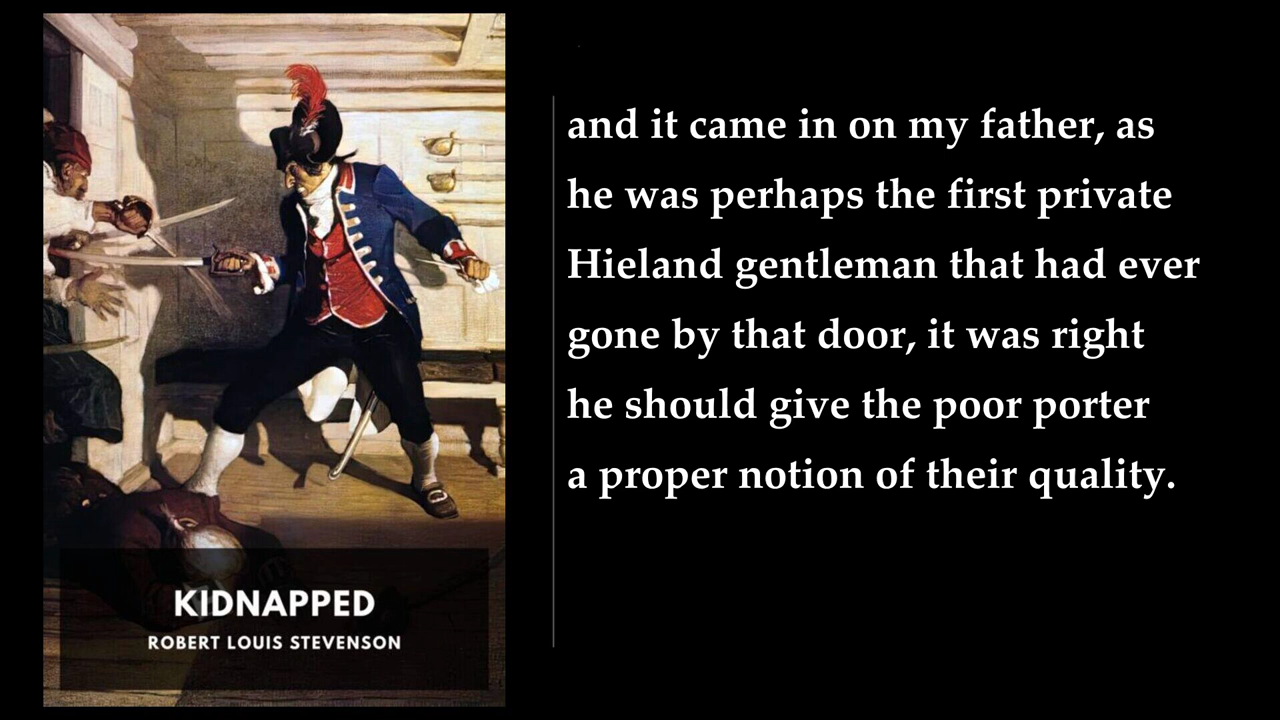 and it came in on my father, as
he was perhaps the first private
Hieland gentleman that had ever
gone by that door, it was right
he should give the poor porter
a proper notion of their quality.
KIDNAPPED
ROBERT LOUIS STEVENSON